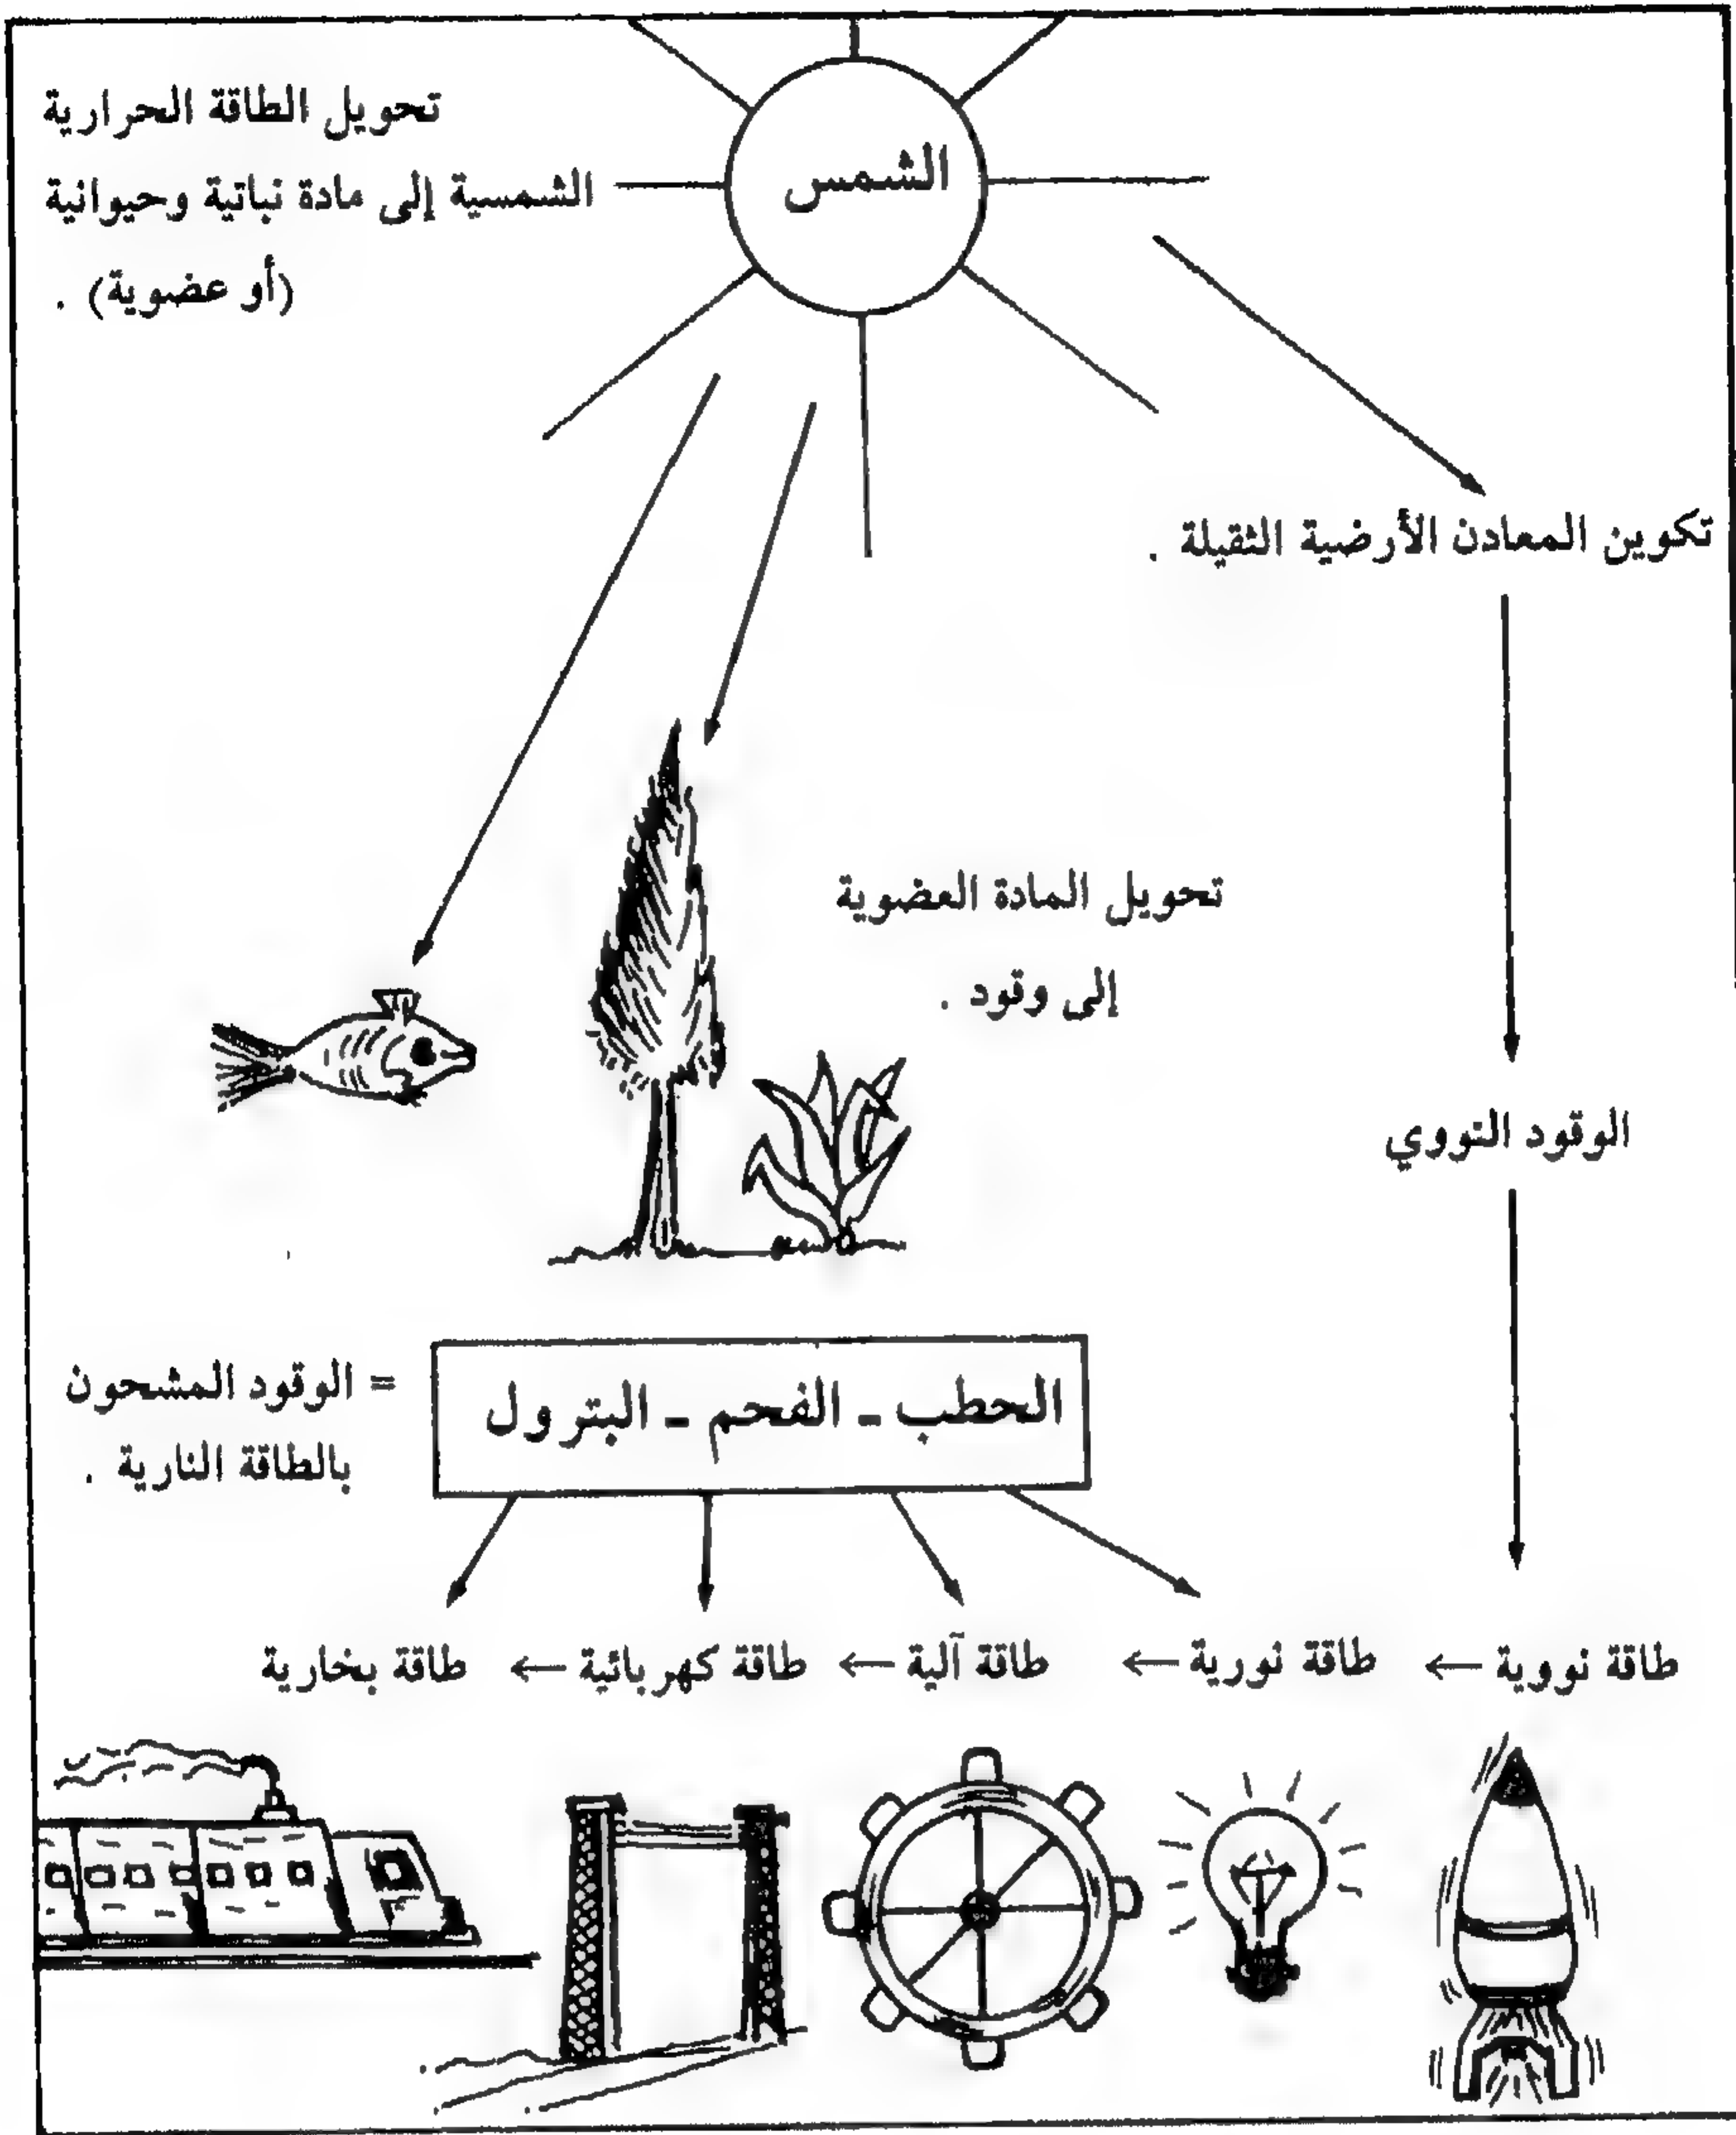 الشمس
تحويل الطاقة الحرارية
الشمسية إلى مادة نباتية وحيوانية
(أو عضوية) .
تكوين المعادن الأرضية الثقيلة .
تحويل المادة العضوية
إلى وقود .
الوقود النووي
الحطب - الفحم - البترول
= الوقود المشحون
بالطاقة النارية .
طاقة نووية ← طاقة نورية ← طاقة آلية ← طاقة كهربائية ← طاقة بخارية